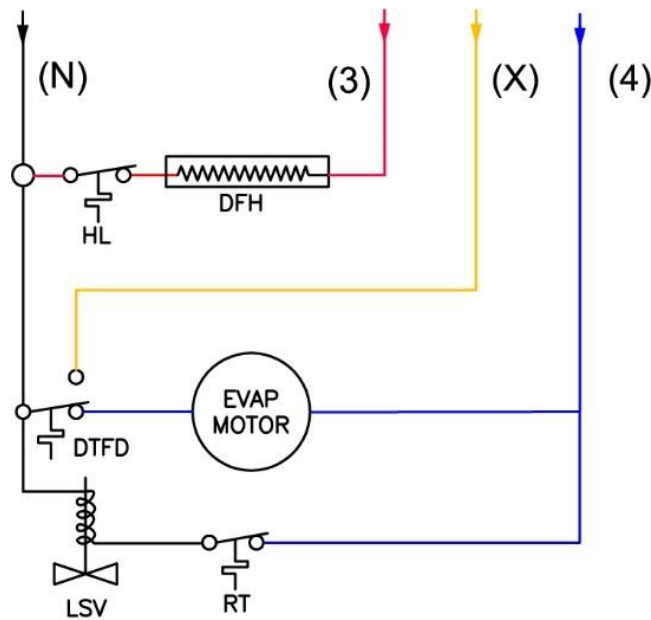 (N)
(3)
(X)
(4)
DFH
HL
EVAP
MOTOR
DTFD
LSV
RT